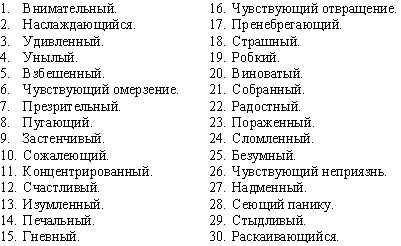 1. Внимательный.
2. Наслаждающийся.
3. Удивленный.
4. Унылый.
5. Взбешенный.
6. Чувствующий омерзение.
7. Презрительный.
8. Пугающий.
9. Застенчивый.
10. Сожалеющий.
11. Концентрированный.
12. Счастливый.
13. Изумленный.
14. Печальный.
15. Гневный.
16. Чувствующий отвращение.
17. Пренебрегающий.
18. Страшный.
19. Робкий.
20. Виноватый.
21. Собранный.
22. Радостный.
23. Пораженный.
24. Сломленный.
25. Безумный.
26. Чувствующий неприязнь.
27. Надменный.
28. Сеющий панику.
29. Стыдливый.
30. Раскаивающийся.